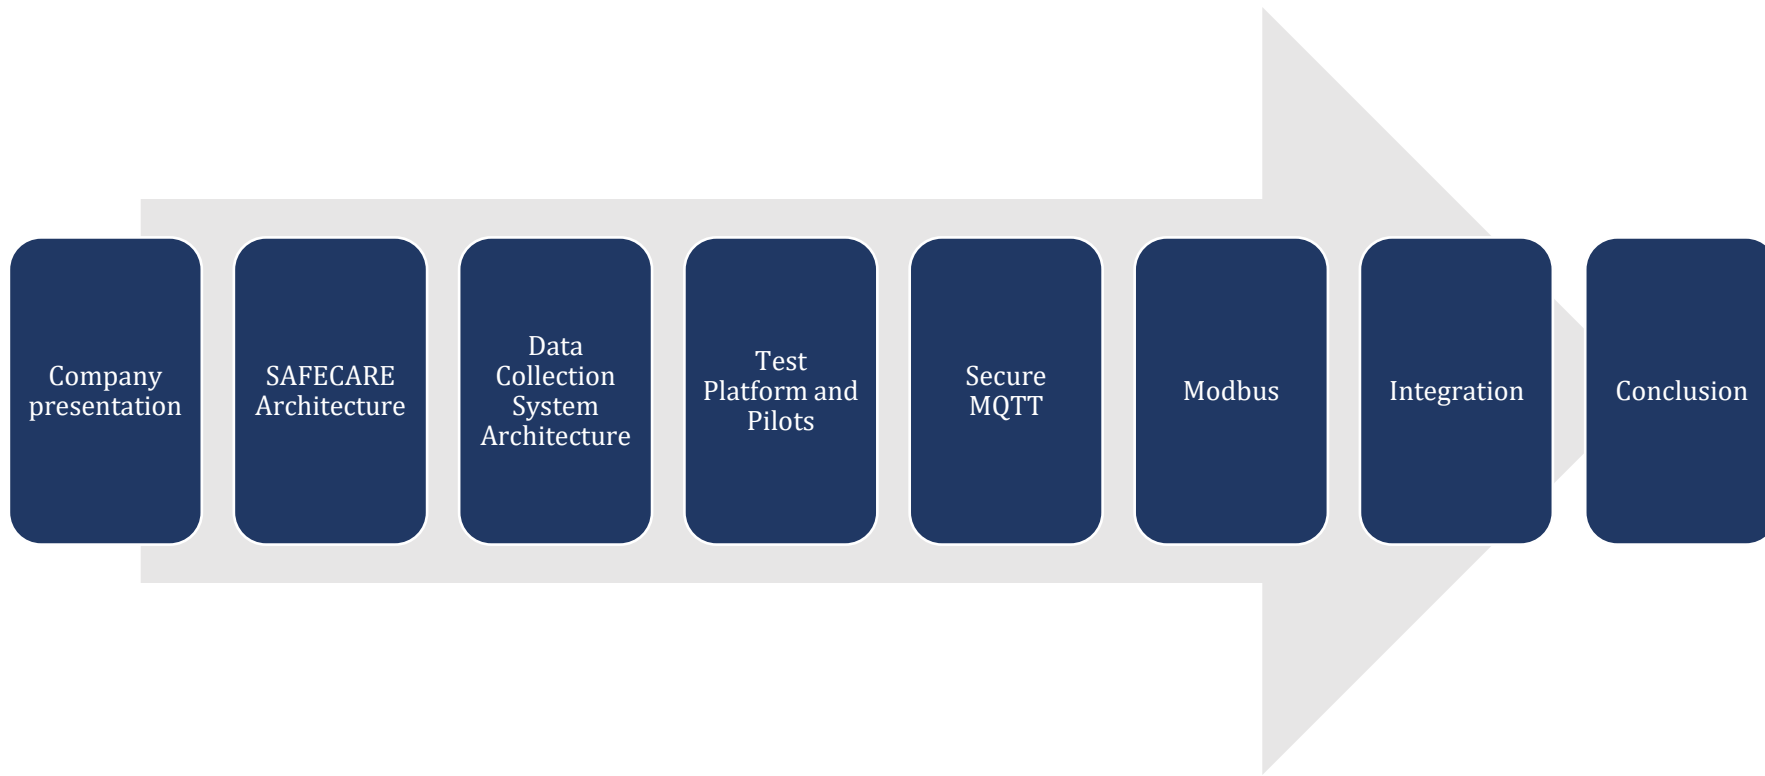 Company
presentation
SAFECARE
Architecture
Data
Collection
System
Architecture
Test
Platform and
Pilots
Secure
MQTT
Modbus
Integration
Conclusion